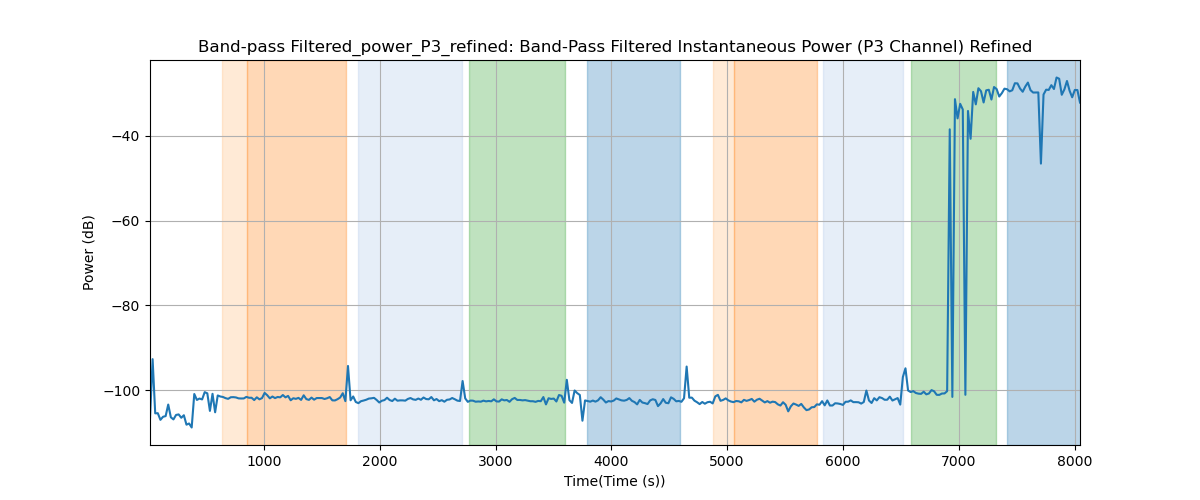 Band-pass Filtered_power_P3_refined: Band-Pass Filtered Instantaneous Power (P3 Channel) Refined
Power (dB)
−40
−60
−80
−100
1000 2000 3000 4000 5000 6000 7000 8000
Time(Time (s))